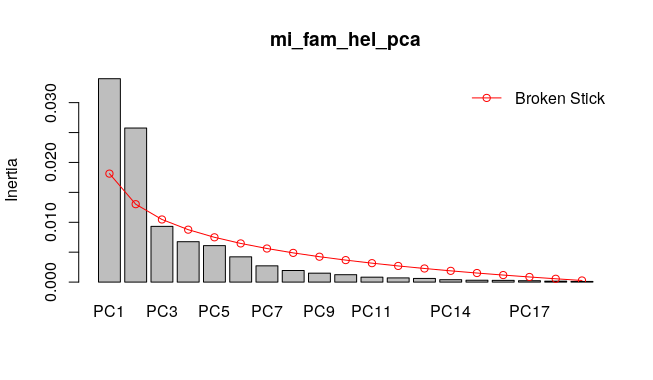 mi_fam_hel_pca
Broken Stick
Inertia
0.030
0.020
0.010
0.000
PC1 PC3 PC5 PC7 PC9 PC11 PC14 PC17